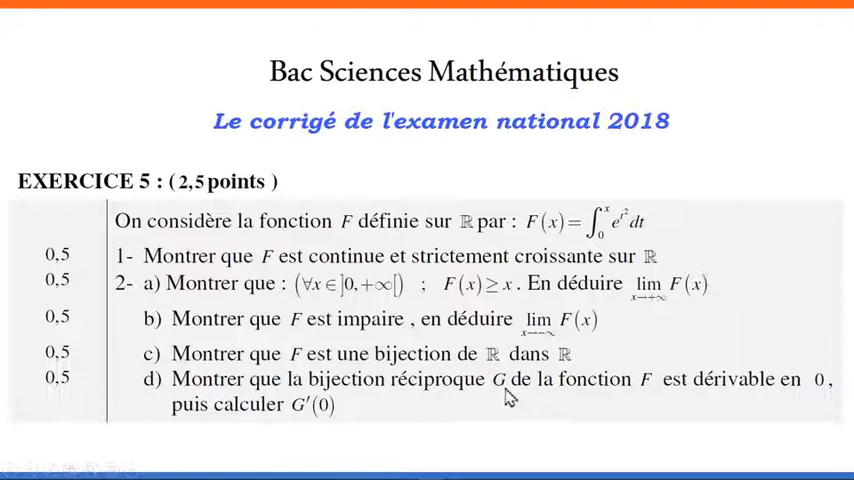 Bac Sciences Mathématiques
Le corrigé de l'examen national 2018
EXERCICE 5 : ( 2,5 points )
On considère la fonction F définie sur ℝ par : F(x) = ∫₀ˣ e^{t²} dt
0,5 1- Montrer que F est continue et strictement croissante sur ℝ
0,5 2- a) Montrer que : (∀x ∈ ]0,+∞[) ; F(x) ≥ x . En déduire lim_{x→+∞} F(x)
0,5 b) Montrer que F est impaire , en déduire lim_{x→-∞} F(x)
0,5 c) Montrer que F est une bijection de ℝ dans ℝ
0,5 d) Montrer que la bijection réciproque G de la fonction F est dérivable en 0 ,
puis calculer G'(0)